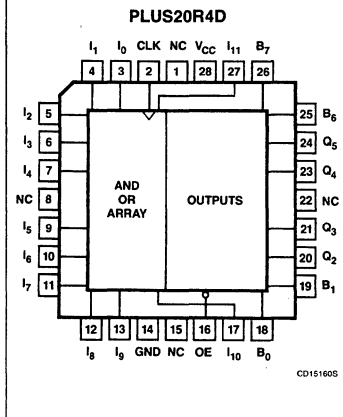 PLUS20R4D
I1 I0 CLK NC VCC I11 B7
4 3 2 1 28 27 26
I2 5
25 B6
I3 6
24 Q5
I4 7
23 Q4
NC 8
22 NC
I5 9
21 Q3
I6 10
20 Q2
I7 11
19 B1
AND
OR
ARRAY
OUTPUTS
12 13 14 15 16 17 18
I8 I9 GND NC OE I10 B0
CD15160S